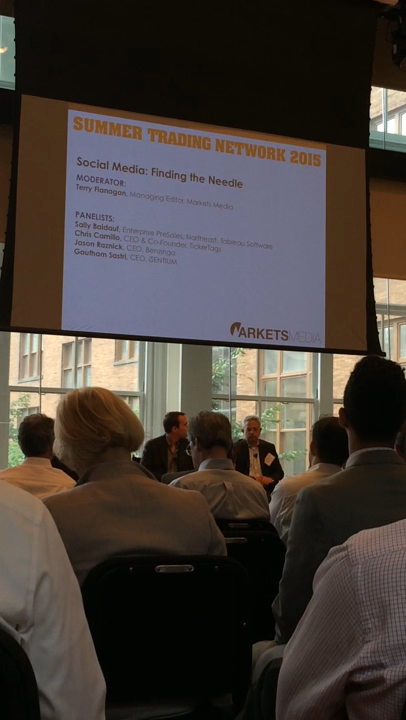 SUMMER TRADING NETWORK 2015
Social Media: Finding the Needle
MODERATOR:
Terry Flanagan, Managing Editor, Markets Media
PANELISTS:
Sally Baldauf, Enterprise PreSales, Northeast, Tableau Software
Chris Camillo, CEO & Co-Founder, TickerTags
Jason Raznick, CEO, Benzinga
Gautham Sastri, CEO, iSENTIUM
MARKETSMEDIA